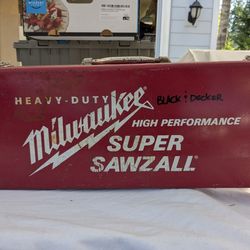 HEAVY-DUTY
Milwaukee
BLACK & DECKER
HIGH PERFORMANCE
SUPER
SAWZALL®